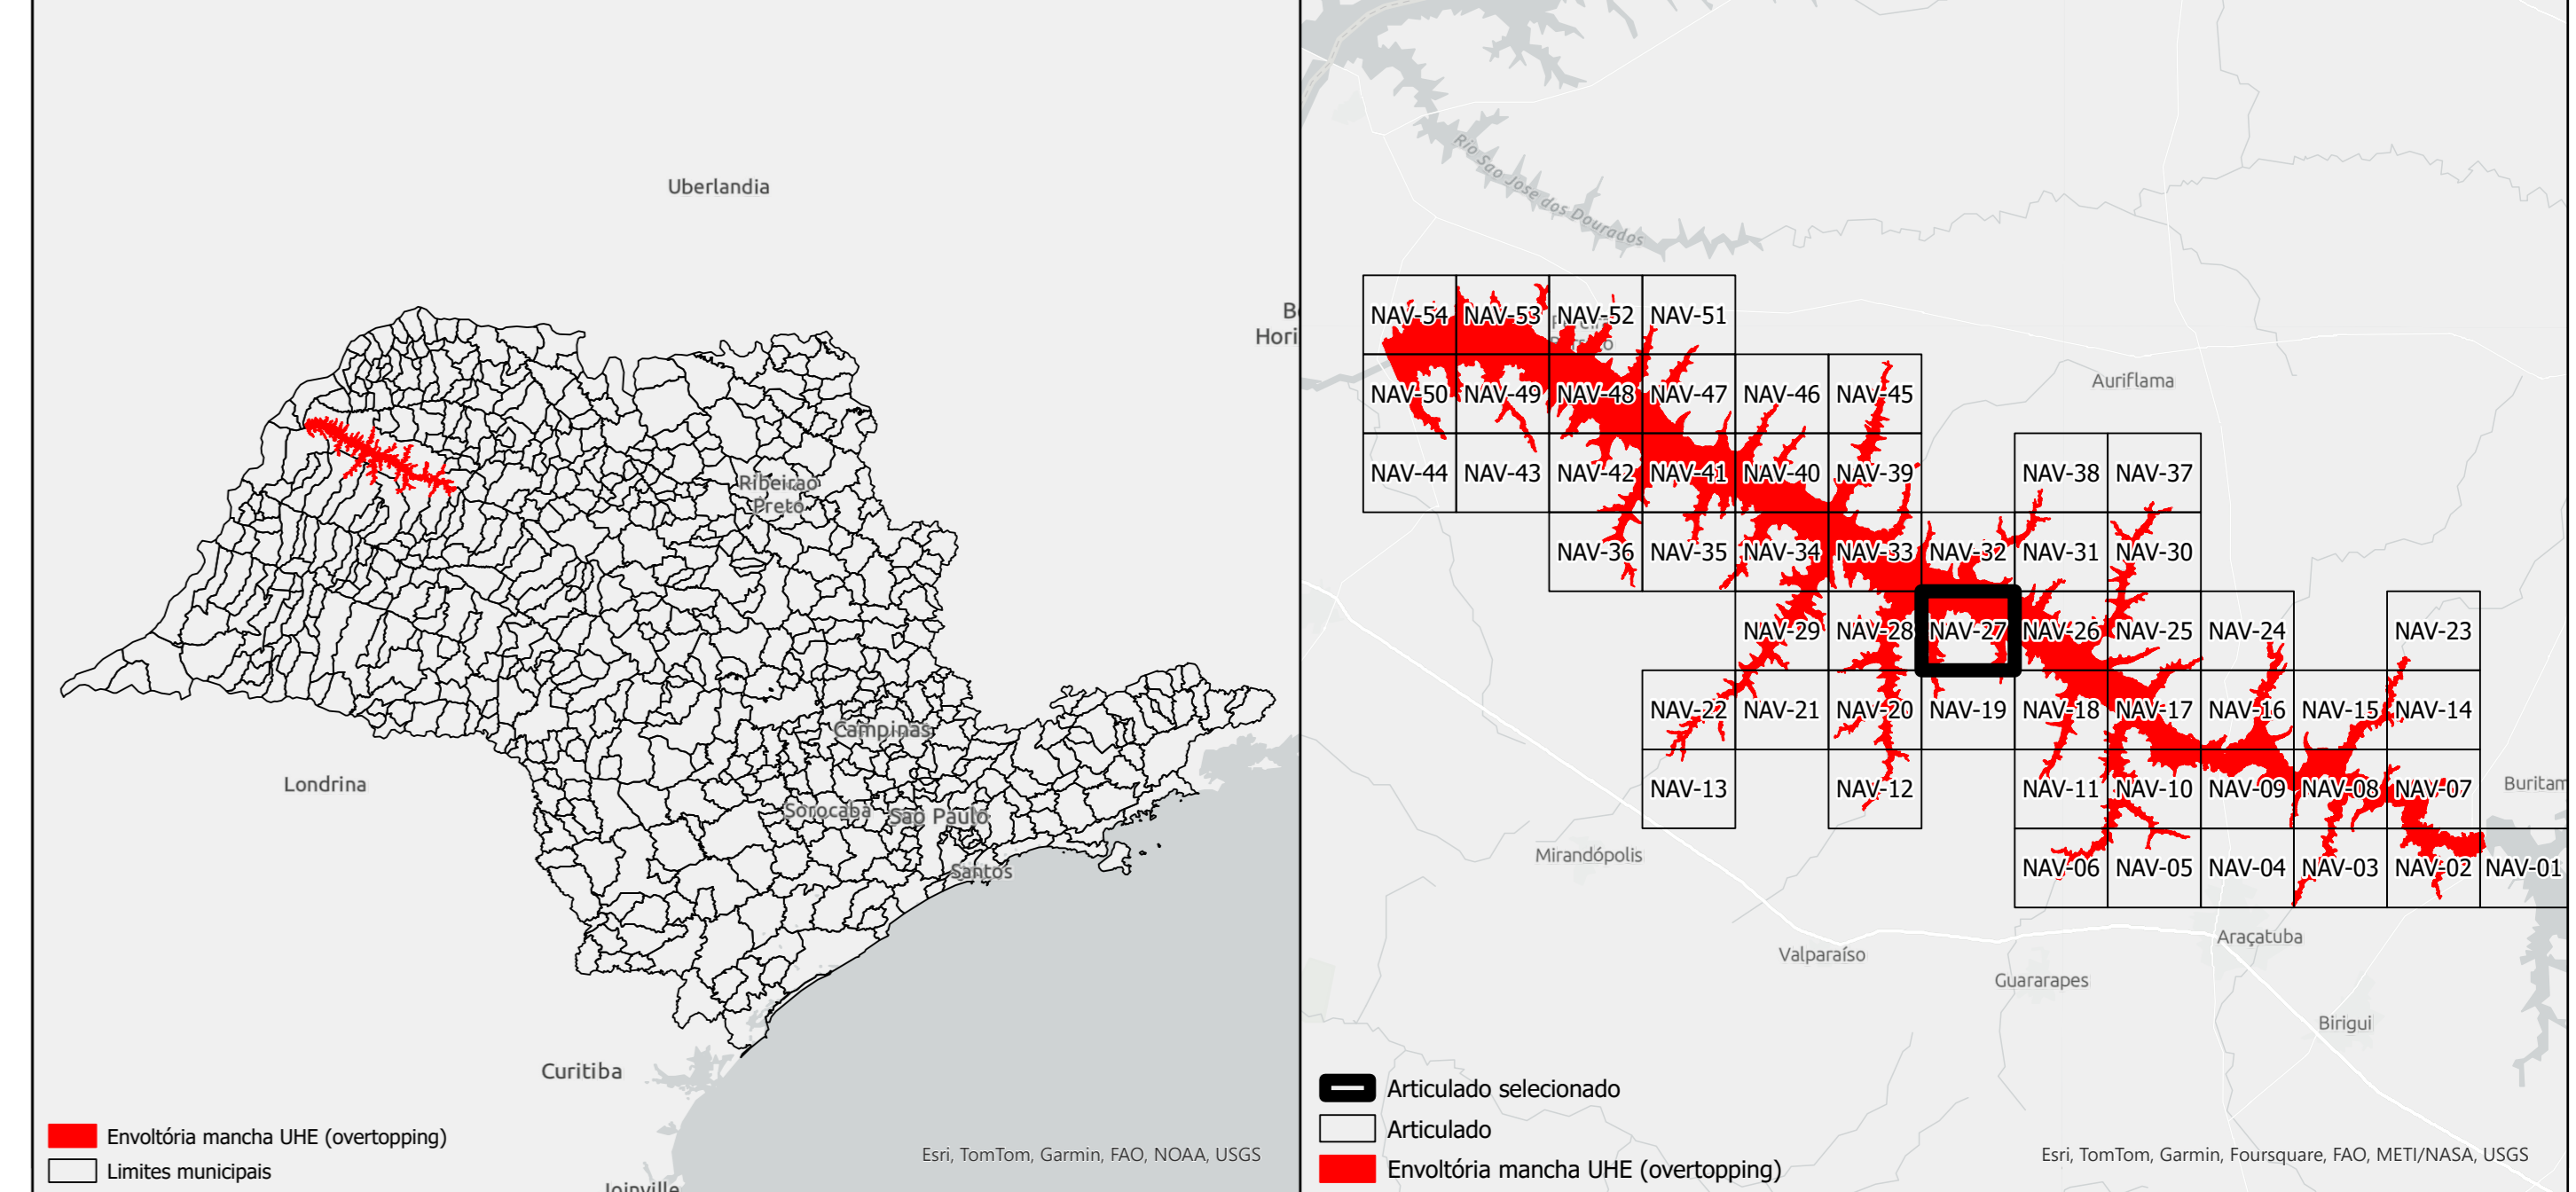 Uberlandia
Ribeirao
Preto
Campinas
Londrina
Sorocaba
Sao Paulo
Santos
Curitiba
Envoltória mancha UHE (overtopping)
Limites municipais
Esri, TomTom, Garmin, FAO, NOAA, USGS
Rio Sao Jose dos Dourados
NAV-54 NAV-53 NAV-52 NAV-51
NAV-50 NAV-49 NAV-48 NAV-47 NAV-46 NAV-45
Auriflama
NAV-44 NAV-43 NAV-42 NAV-41 NAV-40 NAV-39 NAV-38 NAV-37
NAV-36 NAV-35 NAV-34 NAV-33 NAV-32 NAV-31 NAV-30
NAV-29 NAV-28 NAV-27 NAV-26 NAV-25 NAV-24 NAV-23
NAV-22 NAV-21 NAV-20 NAV-19 NAV-18 NAV-17 NAV-16 NAV-15 NAV-14
NAV-13 NAV-12 NAV-11 NAV-10 NAV-09 NAV-08 NAV-07
Buritam
Mirandópolis
NAV-06 NAV-05 NAV-04 NAV-03 NAV-02 NAV-01
Araçatuba
Valparaíso
Guararapes
Birigui
Articulado selecionado
Articulado
Envoltória mancha UHE (overtopping)
Esri, TomTom, Garmin, Foursquare, FAO, METI/NASA, USGS